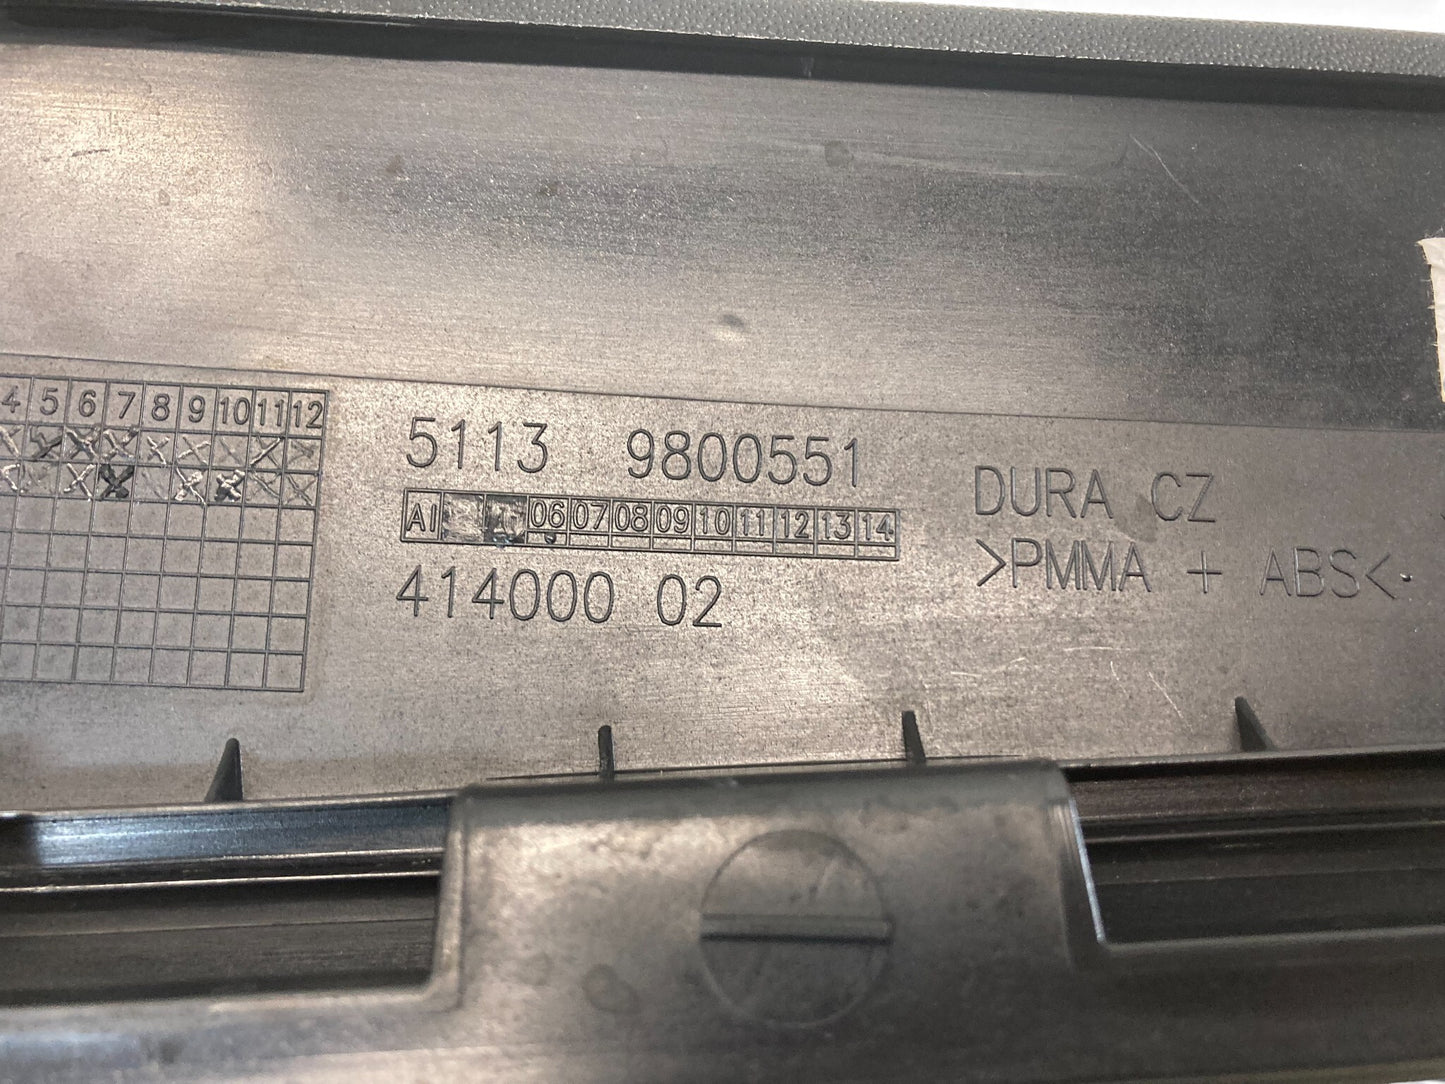 4 5 6 7 8 9 10 11 12
5113 9800551
AI 06 07 08 09 10 11 12 13 14
414000 02
DURA CZ
>PMMA + ABS<